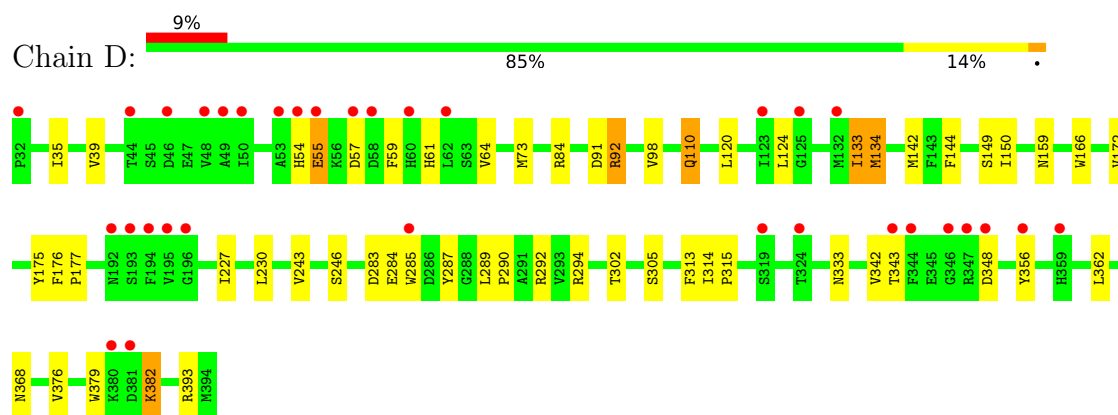 9%
Chain D:
85% 14% •
P32 I35 V39 T44 S45 D46 E47 V48 A49 I50 A53 H54 E55 K56 D57 D58 F59 H60 H61 L62 S63 V64 M73 R84 D91 R92 V98 Q110 L120 I123 L124 G125 M132 I133 M134 M142 F143 F144 S149 I150 N159 W166
Y175 F176 P177 N192 S193 F194 V195 G196 I227 L230 V243 S246 D283 E284 W285 D286 Y287 G288 L289 P290 A291 R292 V293 R294 T302 S305 F313 I314 P315 S319 T324 N333 V342 T343 F344 E345 G346 R347 D348 Y356 H359 L362
N368 V376 W379 K380 D381 K382 R393 M394